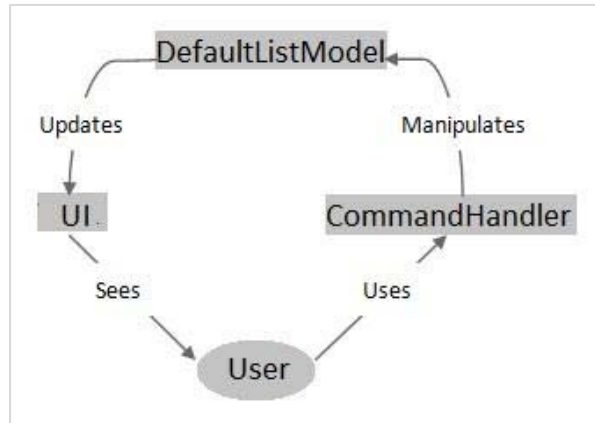 DefaultListModel
Updates
Manipulates
UI.
CommandHandler
Sees
Uses
User